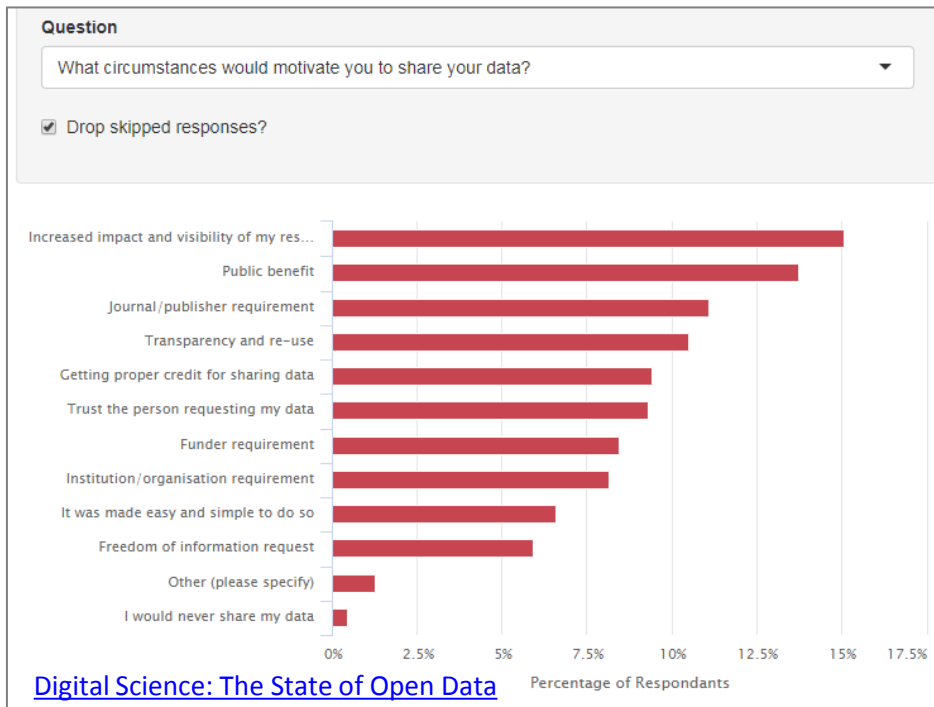 Question
What circumstances would motivate you to share your data?
Drop skipped responses?
Increased impact and visibility of my res...
Public benefit
Journal/publisher requirement
Transparency and re-use
Getting proper credit for sharing data
Trust the person requesting my data
Funder requirement
Institution/organisation requirement
It was made easy and simple to do so
Freedom of information request
Other (please specify)
I would never share my data
0% 2.5% 5% 7.5% 10% 12.5% 15% 17.5%
Digital Science: The State of Open Data
Percentage of Respondants